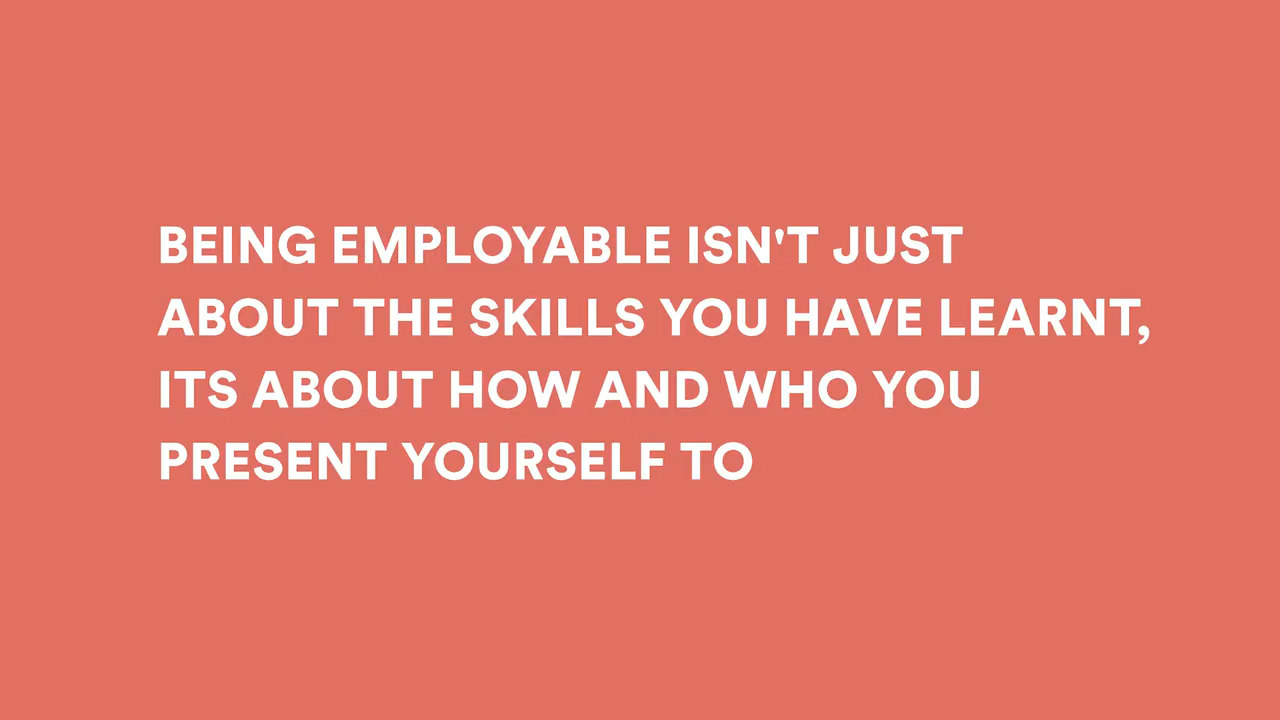 BEING EMPLOYABLE ISN'T JUST
ABOUT THE SKILLS YOU HAVE LEARNT,
ITS ABOUT HOW AND WHO YOU
PRESENT YOURSELF TO